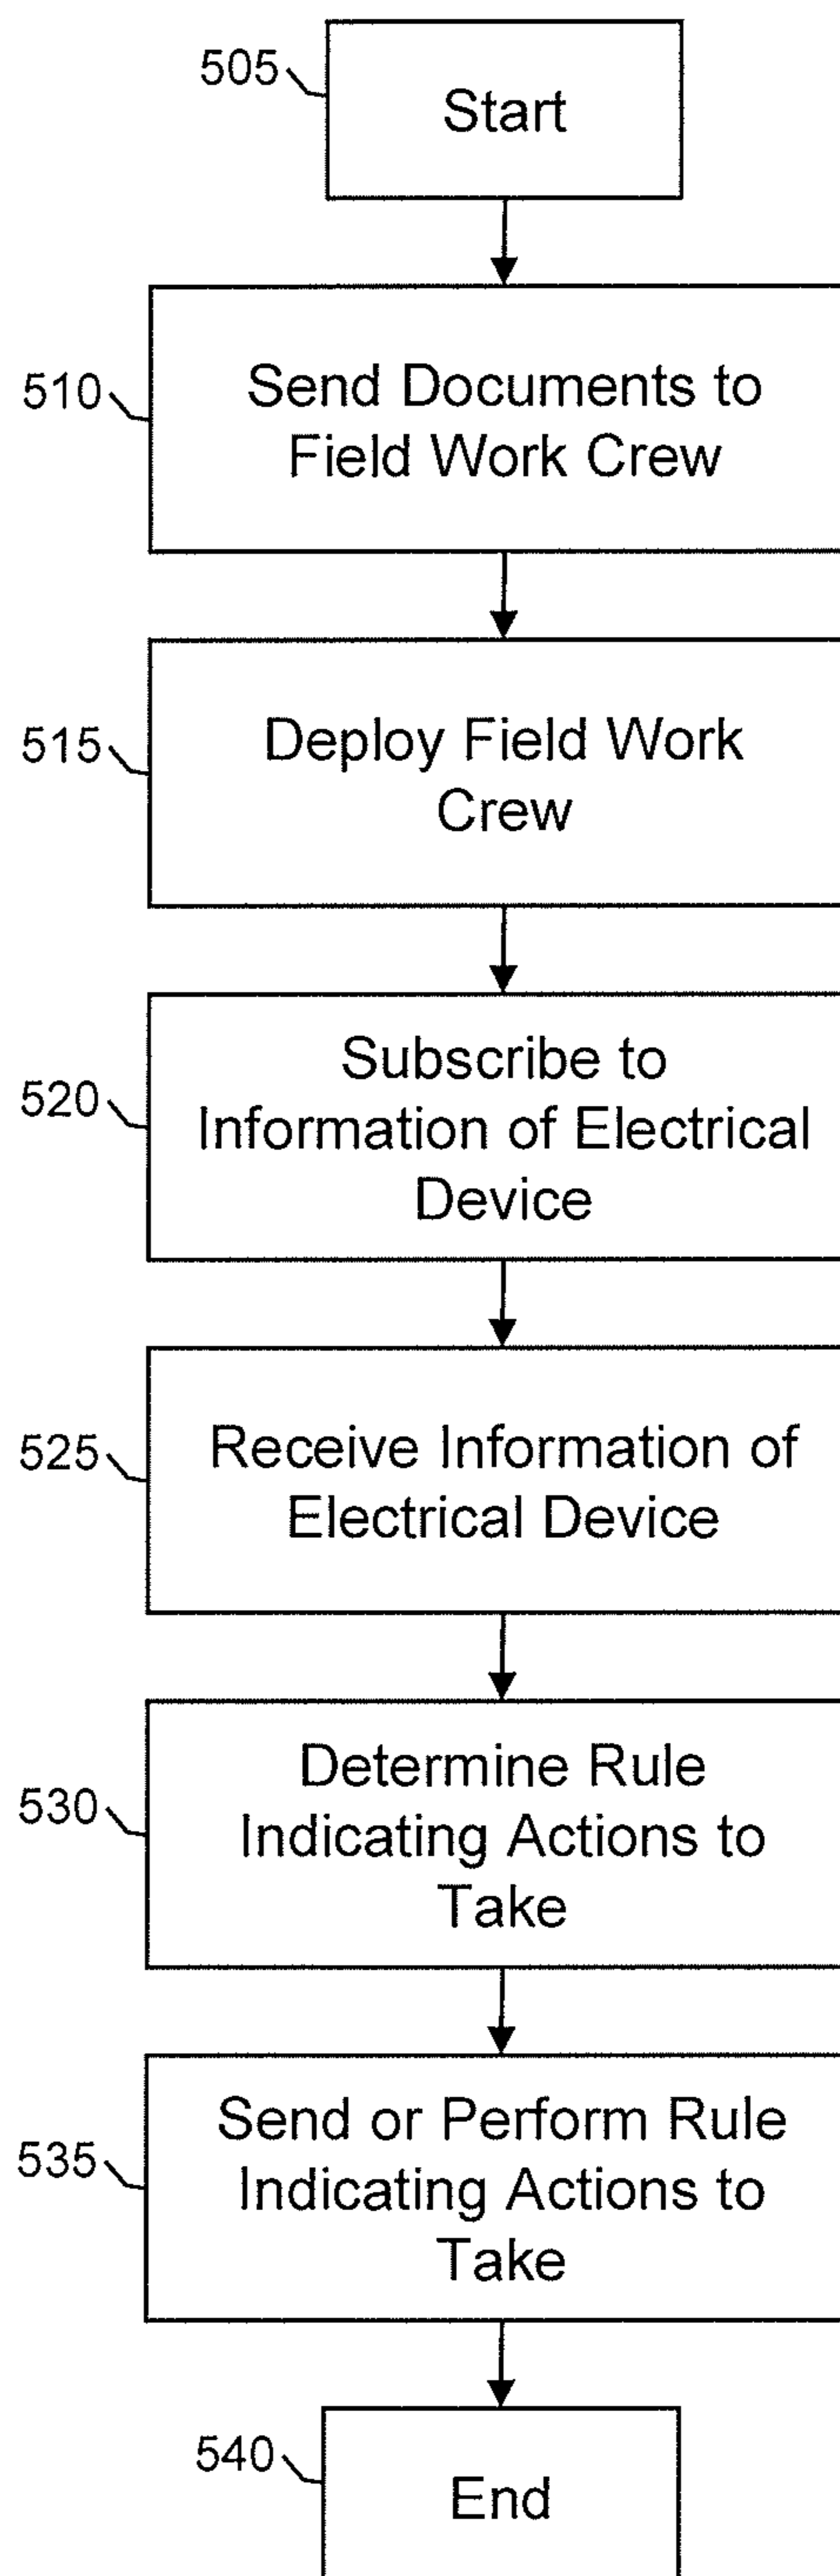 505
Start
510
Send Documents to
Field Work Crew
515
Deploy Field Work
Crew
520
Subscribe to
Information of Electrical
Device
525
Receive Information of
Electrical Device
530
Determine Rule
Indicating Actions to
Take
535
Send or Perform Rule
Indicating Actions to
Take
540
End